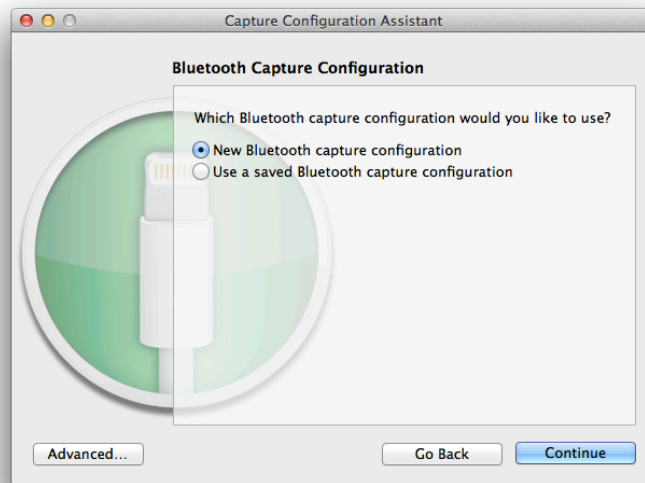 Capture Configuration Assistant
Bluetooth Capture Configuration
Which Bluetooth capture configuration would you like to use?
New Bluetooth capture configuration
Use a saved Bluetooth capture configuration
Advanced... Go Back Continue